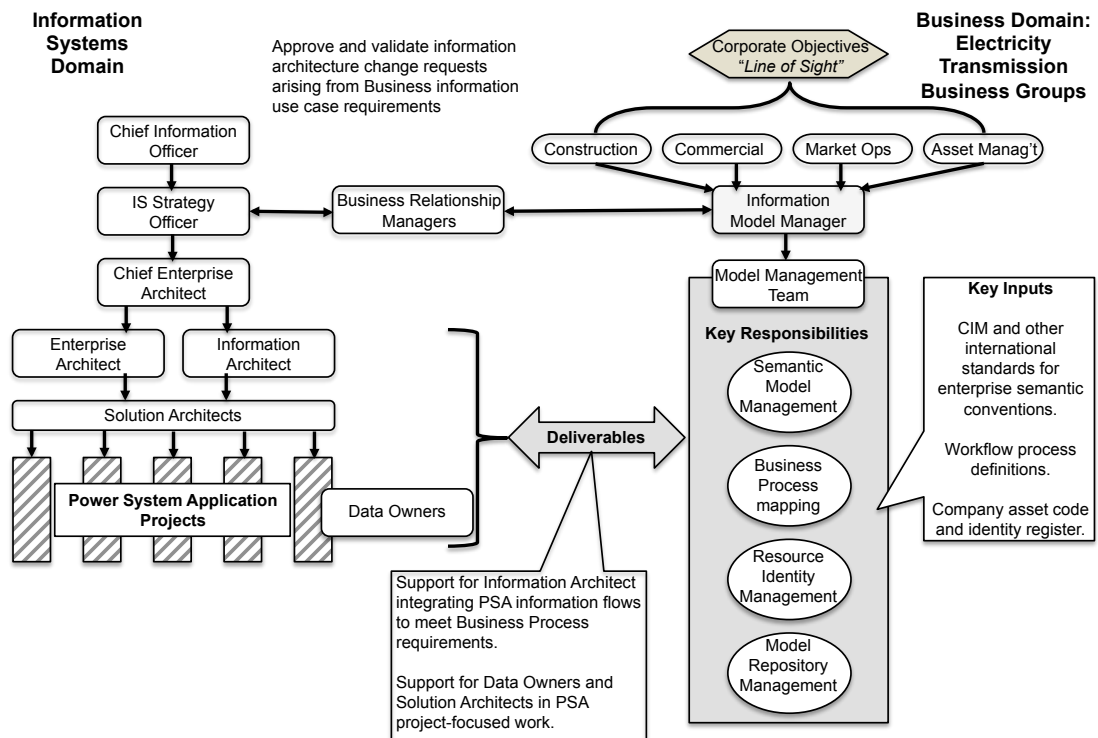 Information
Systems
Domain
Approve and validate information
architecture change requests
arising from Business information
use case requirements
Corporate Objectives
“Line of Sight”
Business Domain:
Electricity
Transmission
Business Groups
Chief Information
Officer
Construction
Commercial
Market Ops
Asset Manag’t
IS Strategy
Officer
Business Relationship
Managers
Information
Model Manager
Chief Enterprise
Architect
Model Management
Team
Enterprise
Architect
Information
Architect
Solution Architects
Power System Application
Projects
Data Owners
Deliverables
Support for Information Architect
integrating PSA information flows
to meet Business Process
requirements.
Support for Data Owners and
Solution Architects in PSA
project-focused work.
Key Responsibilities
Semantic
Model
Management
Business
Process
mapping
Resource
Identity
Management
Model
Repository
Management
Key Inputs
CIM and other
international
standards for
enterprise semantic
conventions.
Workflow process
definitions.
Company asset code
and identity register.